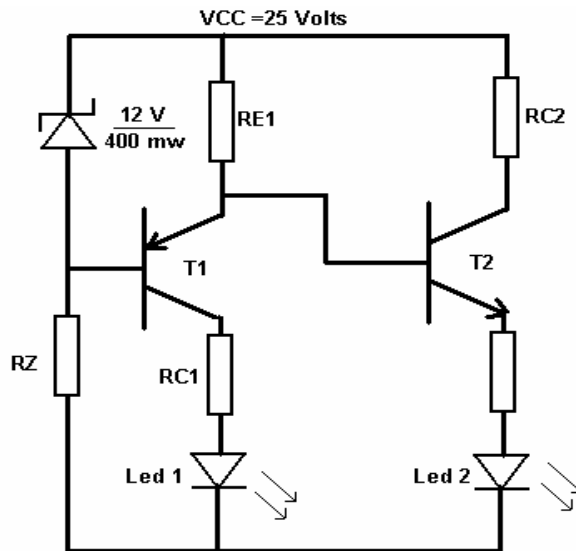 VCC =25 Volts
12 V
400 mw
RE1
RC2
T1
T2
RZ
RC1
Led 1
Led 2